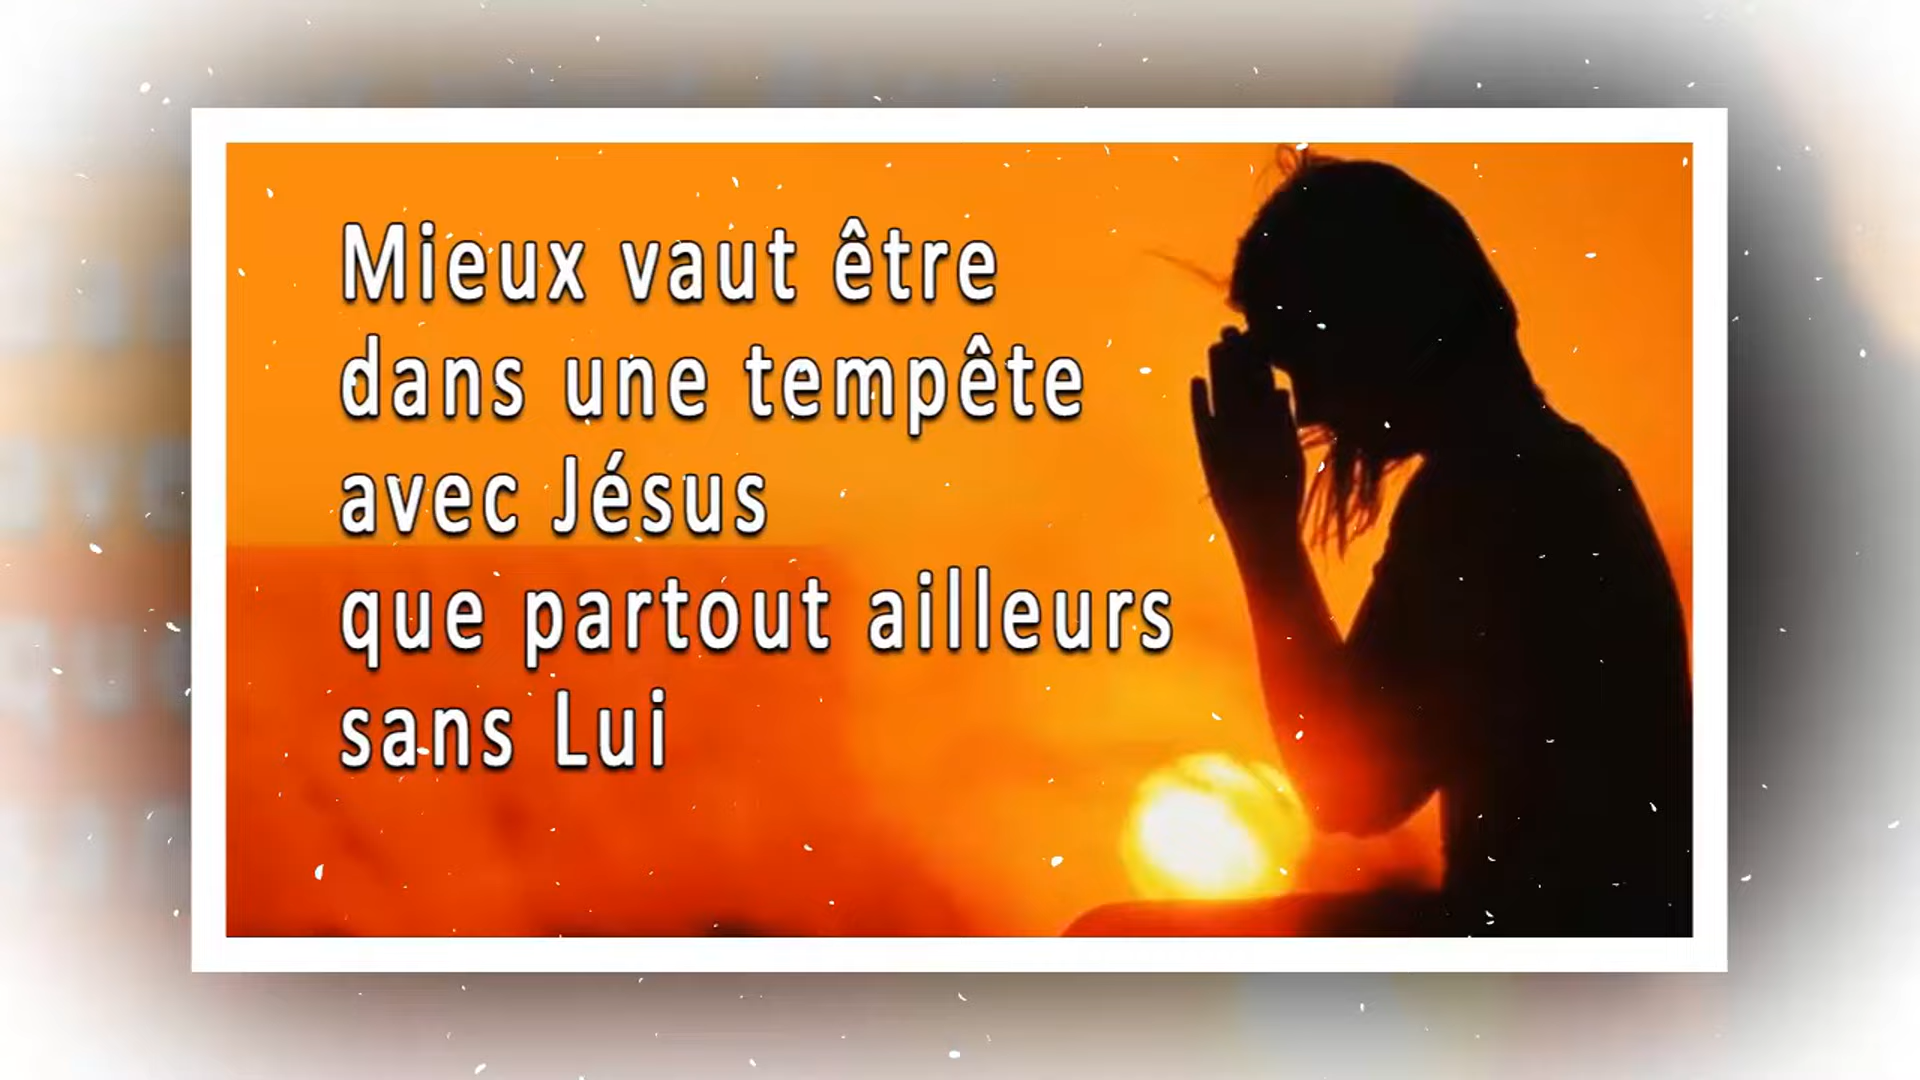 Mieux vaut être
dans une tempête
avec Jésus
que partout ailleurs
sans Lui